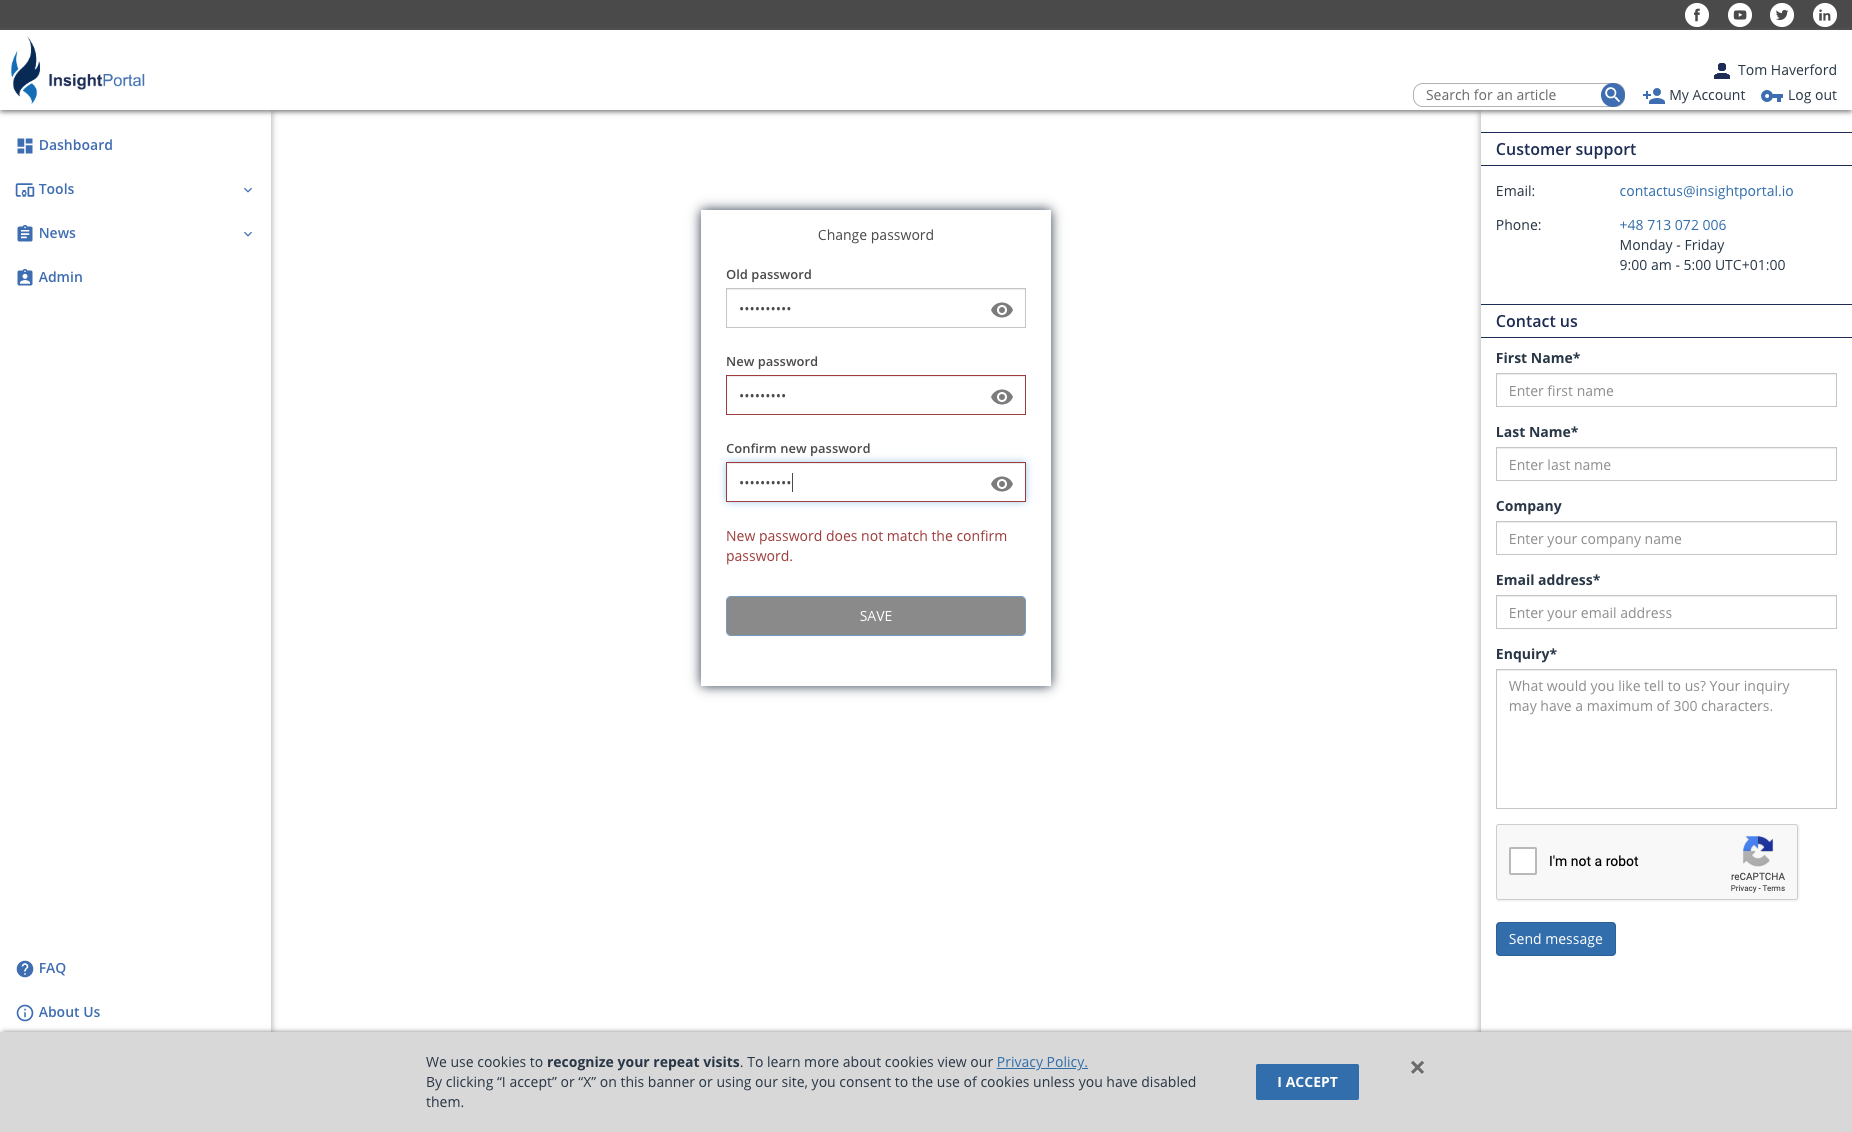 InsightPortal
Tom Haverford
Search for an article
My Account
Log out
Dashboard
Tools
News
Admin
FAQ
About Us
Change password
Old password
••••••••••
New password
•••••••••
Confirm new password
••••••••••
New password does not match the confirm
password.
SAVE
Customer support
Email: contactus@insightportal.io
Phone: +48 713 072 006
Monday - Friday
9:00 am - 5:00 UTC+01:00
Contact us
First Name*
Enter first name
Last Name*
Enter last name
Company
Enter your company name
Email address*
Enter your email address
Enquiry*
What would you like tell to us? Your inquiry
may have a maximum of 300 characters.
I'm not a robot
reCAPTCHA
Privacy - Terms
Send message
We use cookies to recognize your repeat visits. To learn more about cookies view our Privacy Policy.
By clicking “I accept” or “X” on this banner or using our site, you consent to the use of cookies unless you have disabled
them.
I ACCEPT